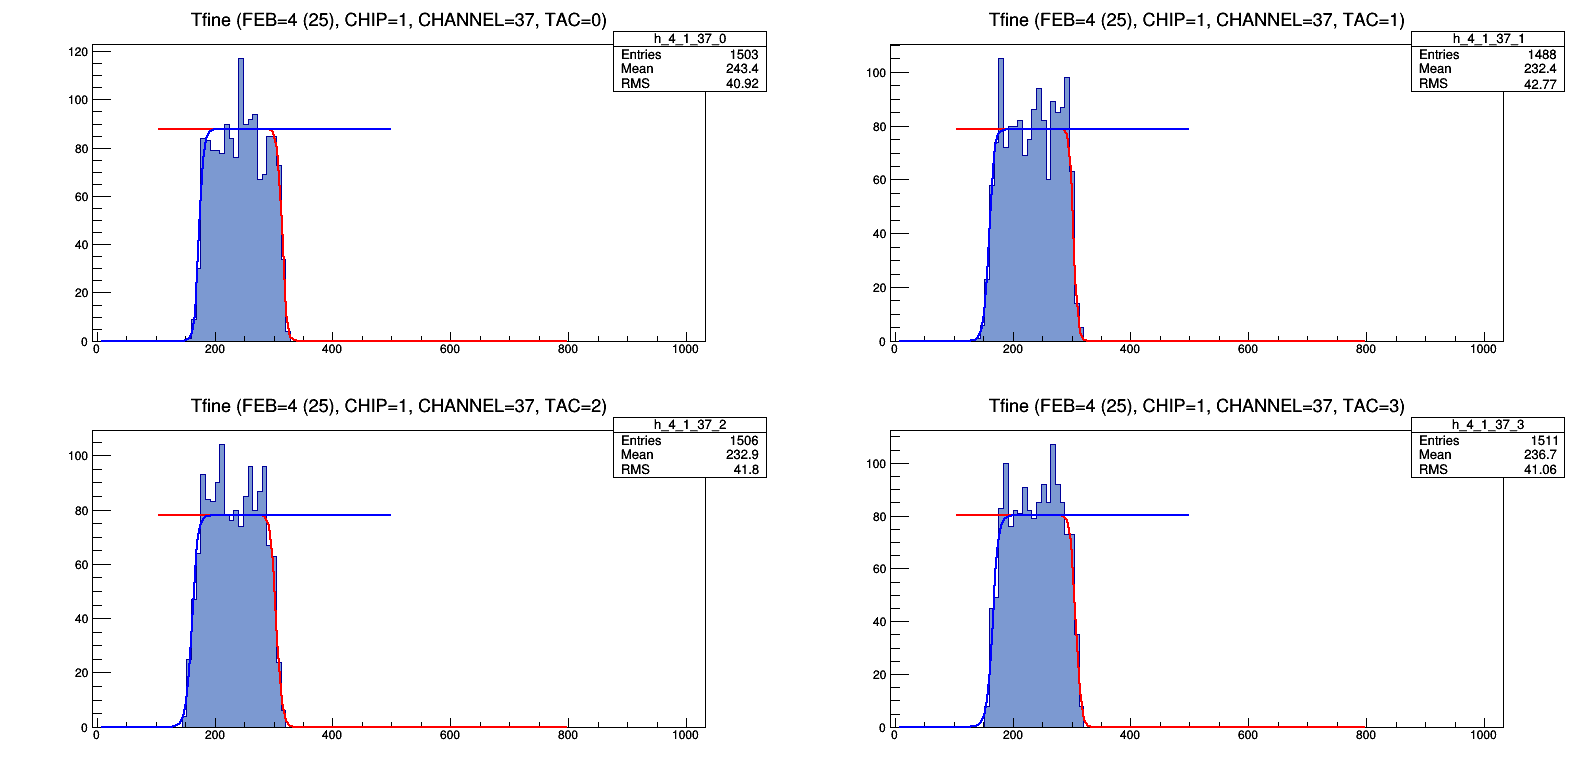 Tfine (FEB=4 (25), CHIP=1, CHANNEL=37, TAC=0)
h_4_1_37_0
Entries 1503
Mean 243.4
RMS 40.92
120
100
80
60
40
20
0
0 200 400 600 800 1000
Tfine (FEB=4 (25), CHIP=1, CHANNEL=37, TAC=1)
h_4_1_37_1
Entries 1488
Mean 232.4
RMS 42.77
100
80
60
40
20
0
0 200 400 600 800 1000
Tfine (FEB=4 (25), CHIP=1, CHANNEL=37, TAC=2)
h_4_1_37_2
Entries 1506
Mean 232.9
RMS 41.8
100
80
60
40
20
0
0 200 400 600 800 1000
Tfine (FEB=4 (25), CHIP=1, CHANNEL=37, TAC=3)
h_4_1_37_3
Entries 1511
Mean 236.7
RMS 41.06
100
80
60
40
20
0
0 200 400 600 800 1000